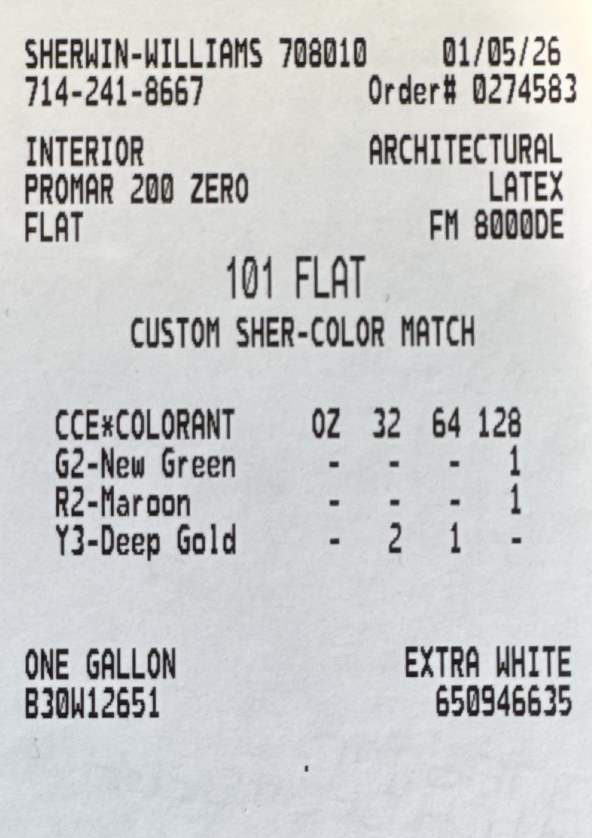 SHERWIN-WILLIAMS 708010 01/05/26
714-241-8667 Order# 0274583
INTERIOR ARCHITECTURAL
PROMAR 200 ZERO LATEX
FLAT FM 8000DE
101 FLAT
CUSTOM SHER-COLOR MATCH
CCE*COLORANT OZ 32 64 128
G2-New Green - - - 1
R2-Maroon - - - 1
Y3-Deep Gold - 2 1 -
ONE GALLON EXTRA WHITE
B30W12651 650946635